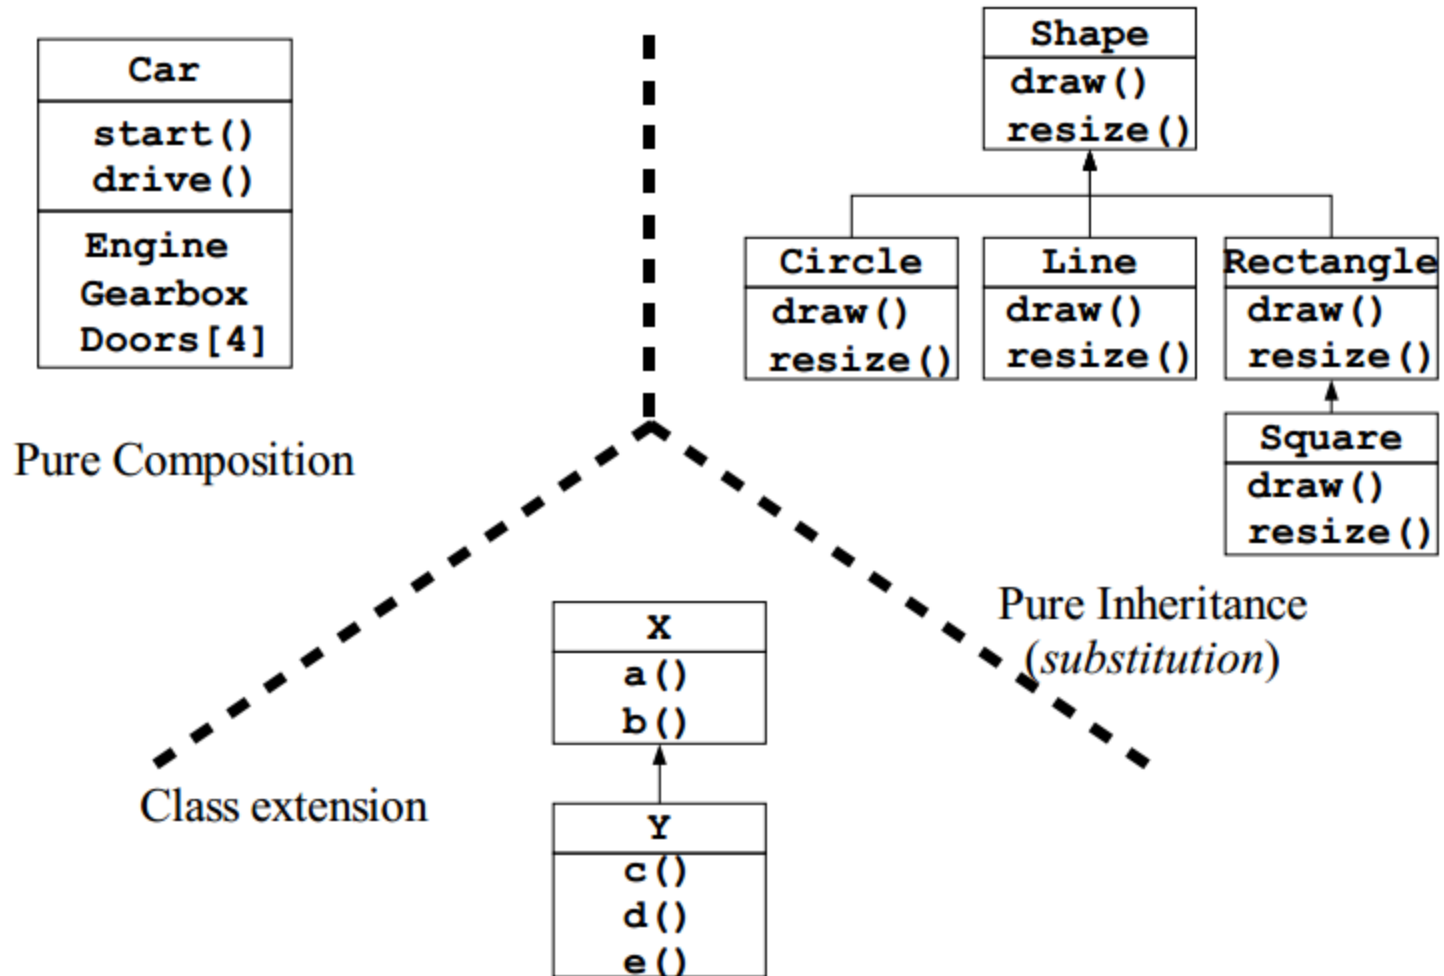 Car
start()
drive()
Engine
Gearbox
Doors[4]
Pure Composition
Shape
draw()
resize()
Circle
draw()
resize()
Line
draw()
resize()
Rectangle
draw()
resize()
Square
draw()
resize()
Pure Inheritance
(substitution)
X
a()
b()
Class extension
Y
c()
d()
e()